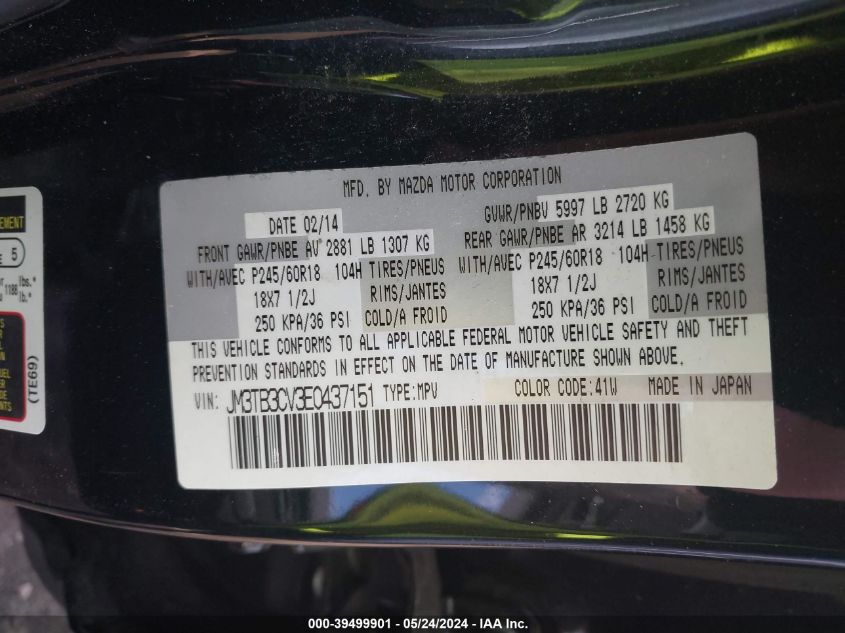 MFD. BY MAZDA MOTOR CORPORATION
DATE 02/14
GVWR/PNBV 5997 LB 2720 KG
FRONT GAWR/PNBE AV 2881 LB 1307 KG
REAR GAWR/PNBE AR 3214 LB 1458 KG
WITH/AVEC P245/60R18 104H TIRES/PNEUS
WITH/AVEC P245/60R18 104H TIRES/PNEUS
18X7 1/2J RIMS/JANTES
18X7 1/2J RIMS/JANTES
250 KPA/36 PSI COLD/A FROID
250 KPA/36 PSI COLD/A FROID
THIS VEHICLE CONFORMS TO ALL APPLICABLE FEDERAL MOTOR VEHICLE SAFETY AND THEFT
PREVENTION STANDARDS IN EFFECT ON THE DATE OF MANUFACTURE SHOWN ABOVE.
VIN: JM3TB3CV3E0437151 TYPE:MPV COLOR CODE:41W MADE IN JAPAN
5
1188 lbs.*
lb.*
(TE69)
000-39499901 - 05/24/2024 - IAA Inc.